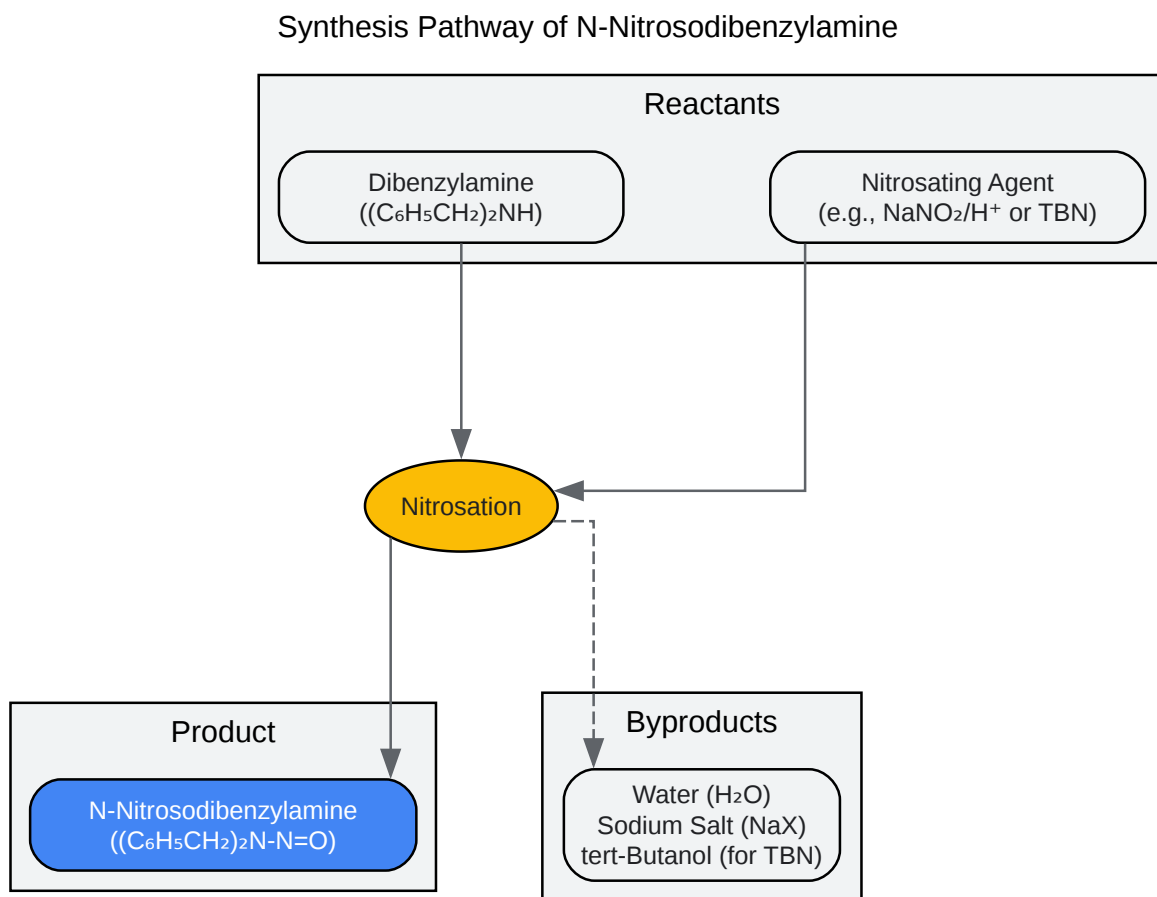 Synthesis Pathway of N-Nitrosodibenzylamine
Reactants
Dibenzylamine
((C₆H₅CH₂)₂NH)
Nitrosating Agent
(e.g., NaNO₂/H⁺ or TBN)
Nitrosation
Product
N-Nitrosodibenzylamine
((C₆H₅CH₂)₂N-N=O)
Byproducts
Water (H₂O)
Sodium Salt (NaX)
tert-Butanol (for TBN)